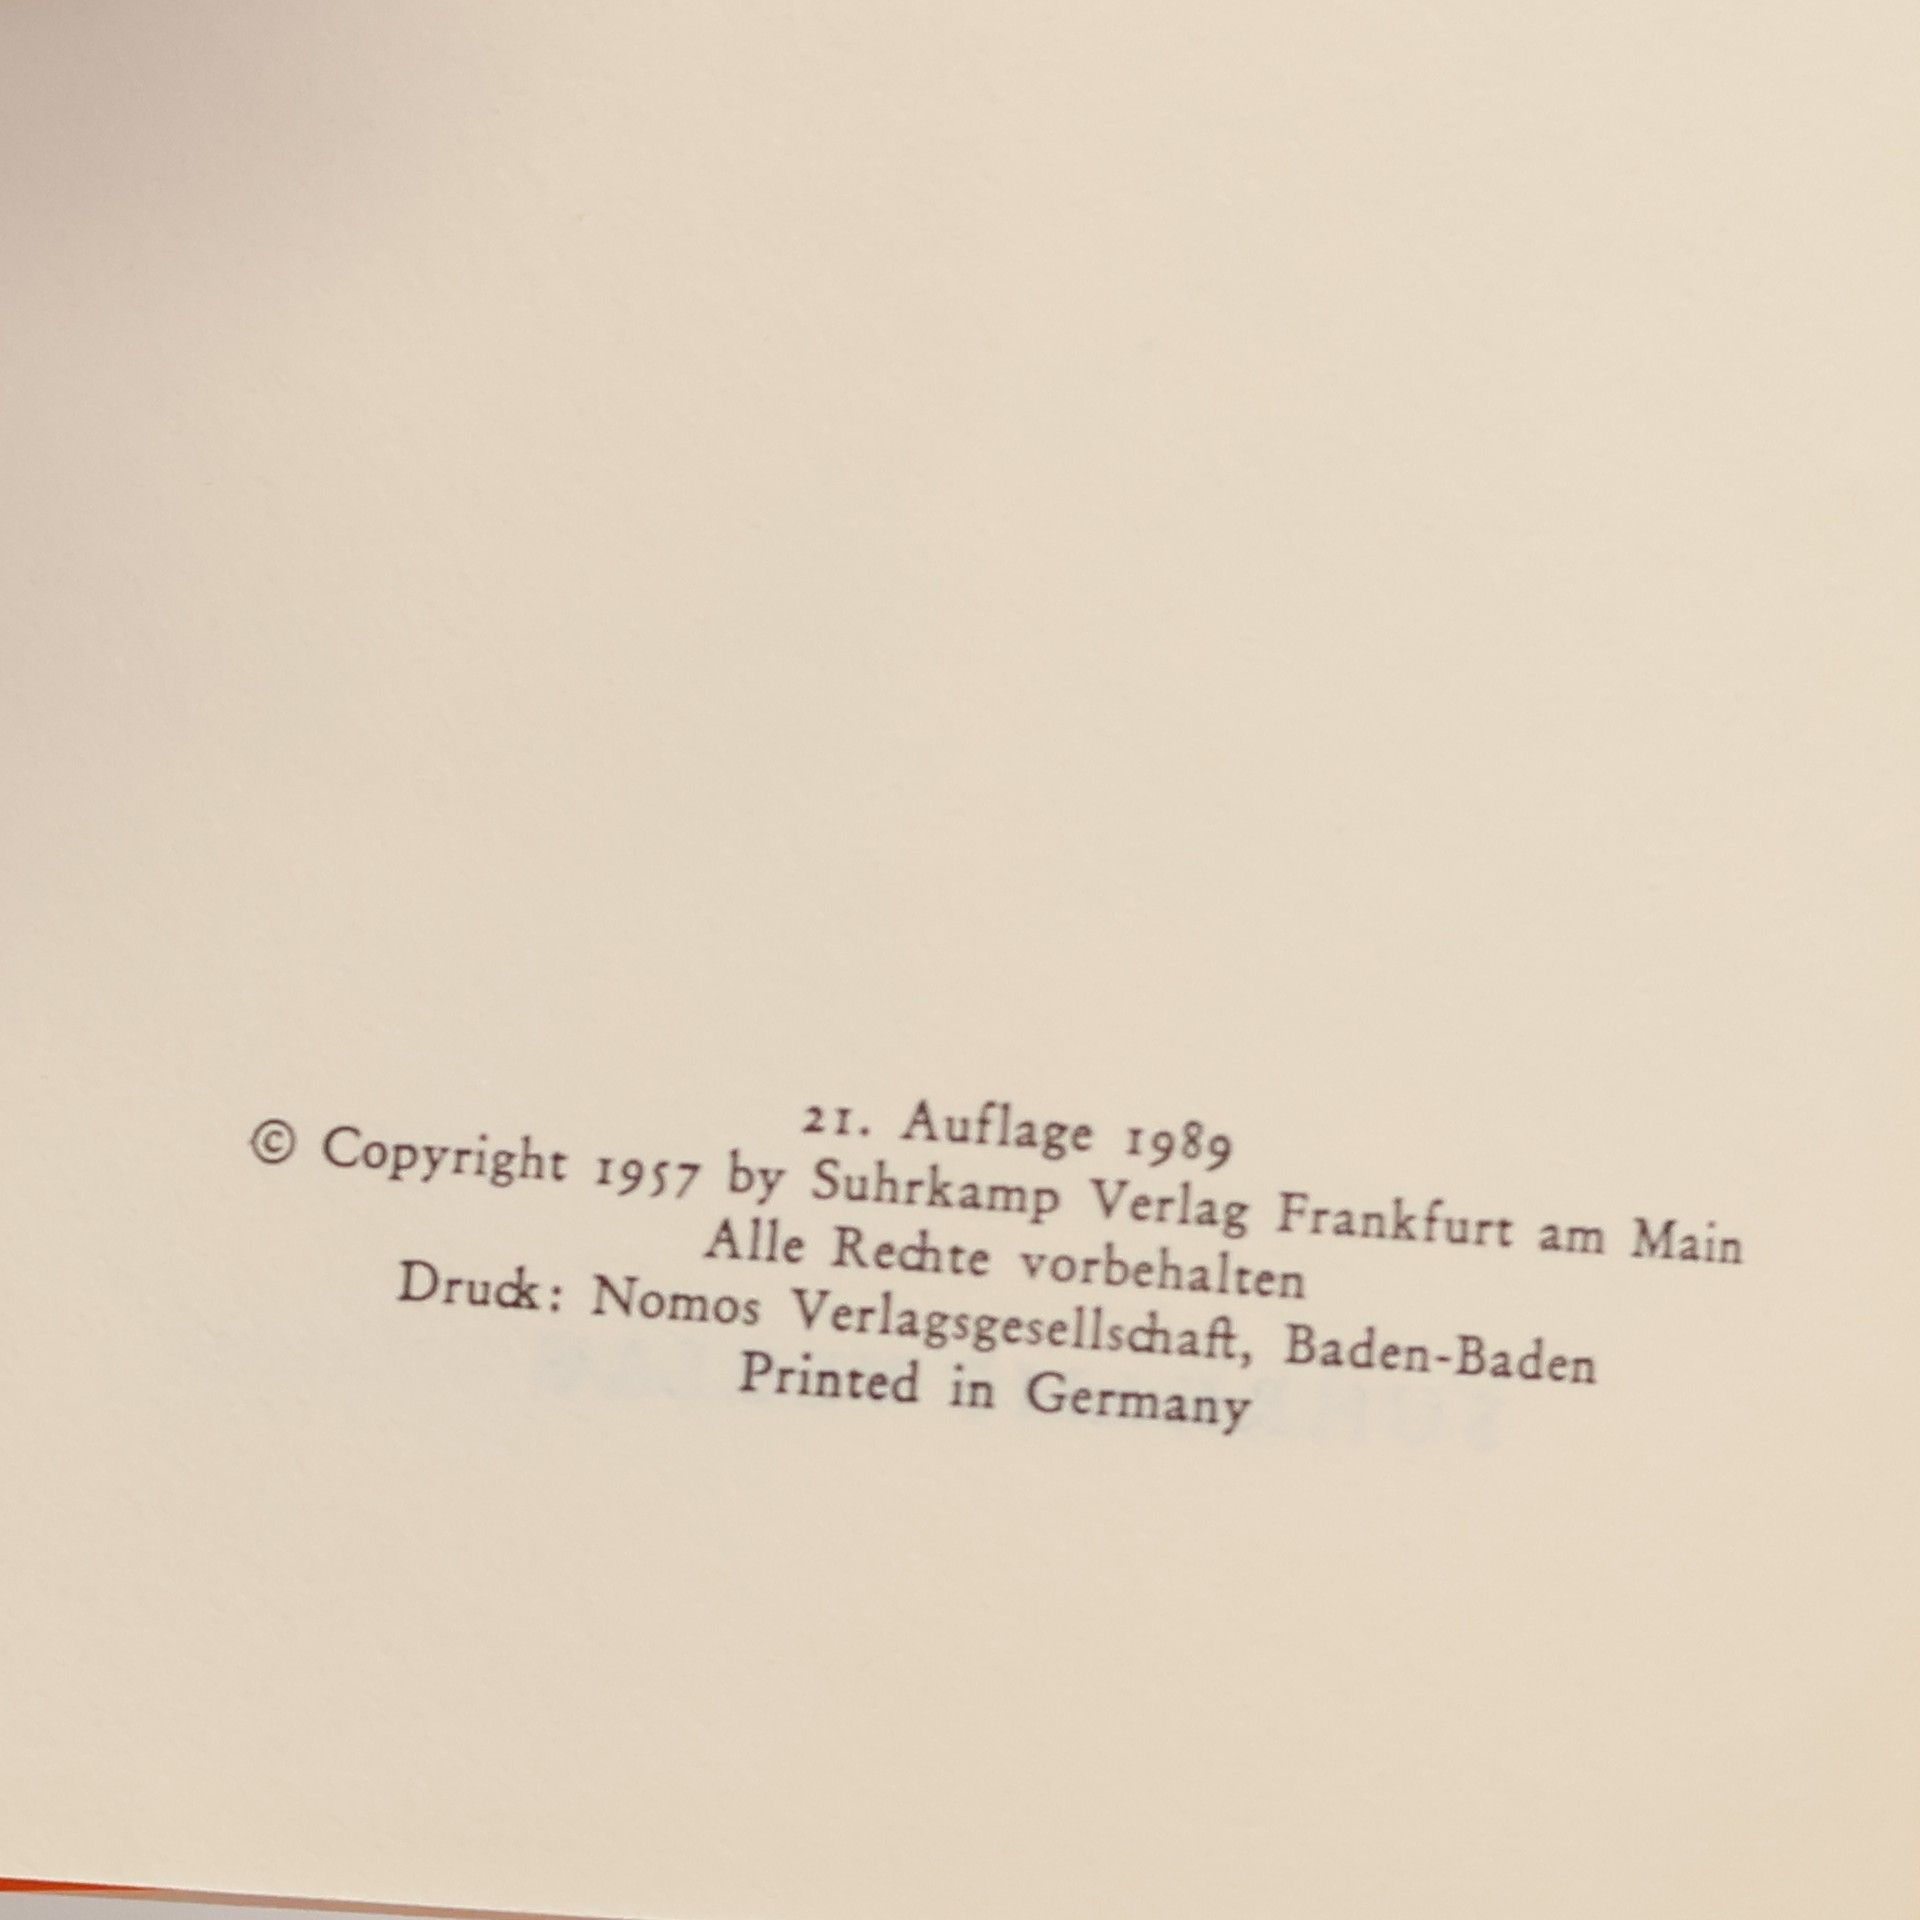 21. Auflage 1989
© Copyright 1957 by Suhrkamp Verlag Frankfurt am Main
Alle Rechte vorbehalten
Druck: Nomos Verlagsgesellschaft, Baden-Baden
Printed in Germany